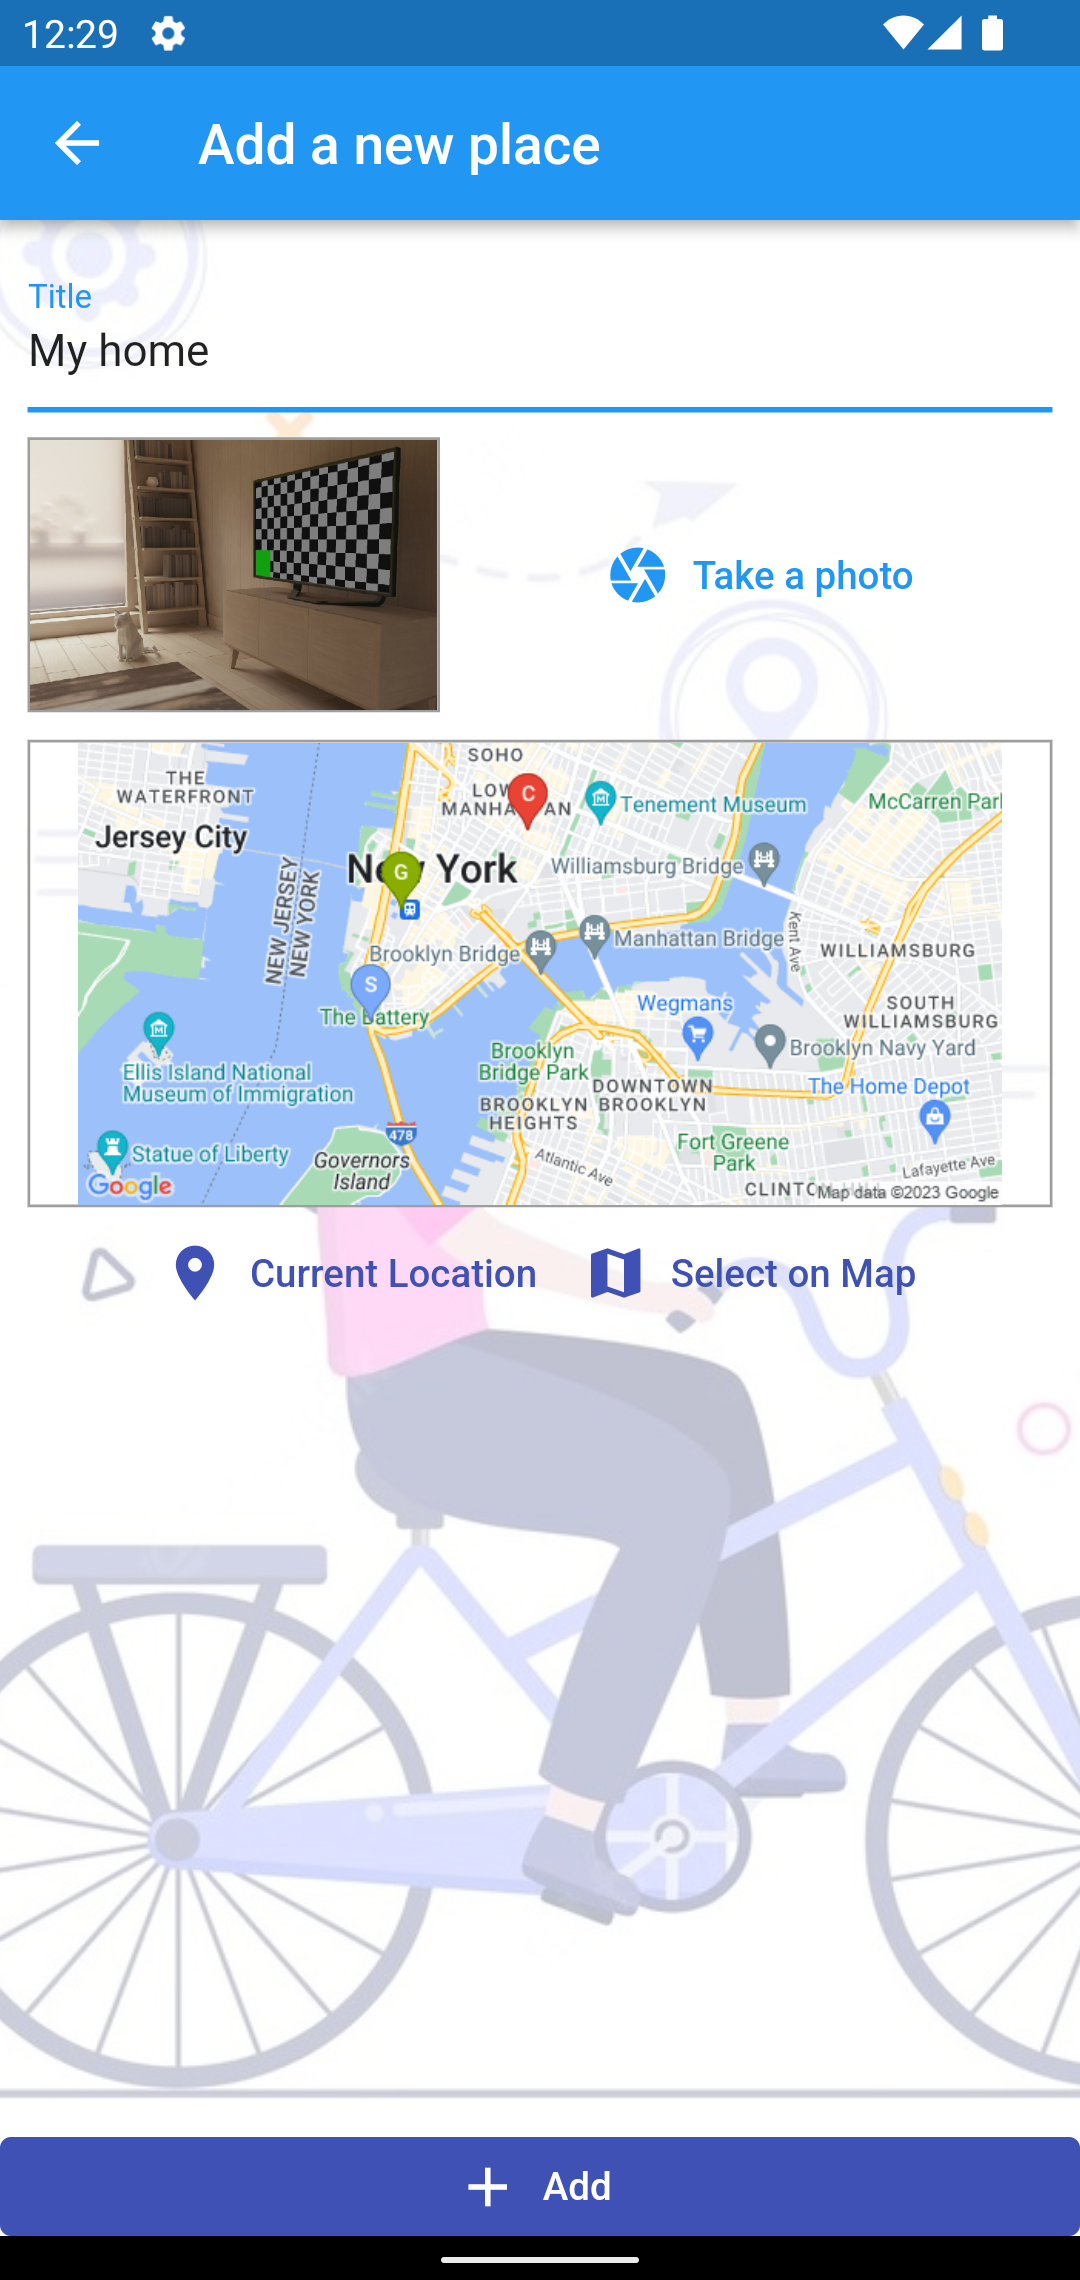 12:29
Add a new place
Title
My home
Take a photo
SOHO
THE
WATERFRONT
LOW
MANHA AN
C
Tenement Museum
McCarren Par
Jersey City
New York
G
Williamsburg Bridge
NEW JERSEY
NEW YORK
Kent Ave
Brooklyn Bridge
Manhattan Bridge
WILLIAMSBURG
S
The Battery
Wegmans
SOUTH
WILLIAMSBURG
Ellis Island National
Museum of Immigration
Brooklyn
Bridge Park
Brooklyn Navy Yard
DOWNTOWN
BROOKLYN
The Home Depot
BROOKLYN
HEIGHTS
478
Statue of Liberty
Governors
Island
Atlantic Ave
Fort Greene
Park
Lafayette Ave
Google
CLINTO
Map data ©2023 Google
Current Location
Select on Map
Add